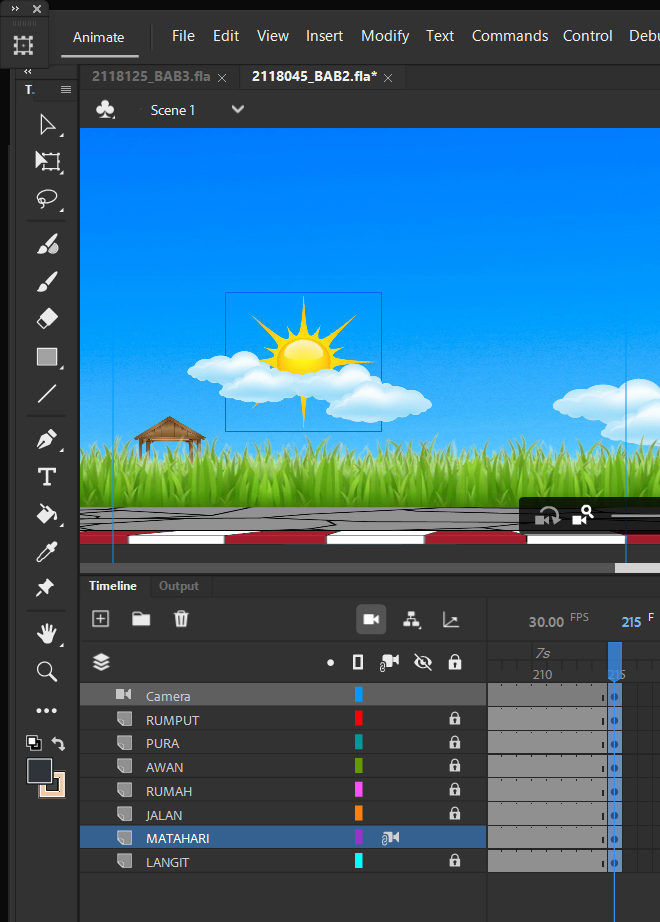 Animate File Edit View Insert Modify Text Commands Control Debu
T. 2118125_BAB3.fla 2118045_BAB2.fla*
Scene 1
Timeline Output
30.00 FPS 215 F
7s
210 215
Camera
RUMPUT
PURA
AWAN
RUMAH
JALAN
MATAHARI
LANGIT